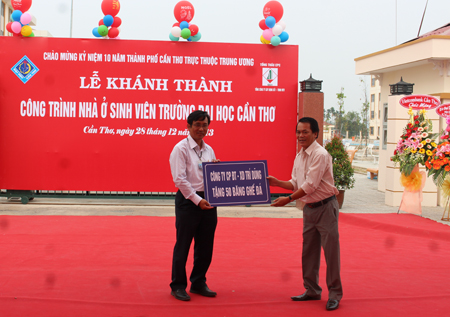 CHÀO MỪNG KỶ NIỆM 10 NĂM THÀNH PHỐ CẦN THƠ TRỰC THUỘC TRUNG ƯƠNG
LỄ KHÁNH THÀNH
CÔNG TRÌNH NHÀ Ở SINH VIÊN TRƯỜNG ĐẠI HỌC CẦN THƠ
Cần Thơ, ngày 28 tháng 12
CÔNG TY CP ĐT - XD TRÍ DŨNG
TẶNG 50 BĂNG GHẾ ĐÁ
Chúc Mừng